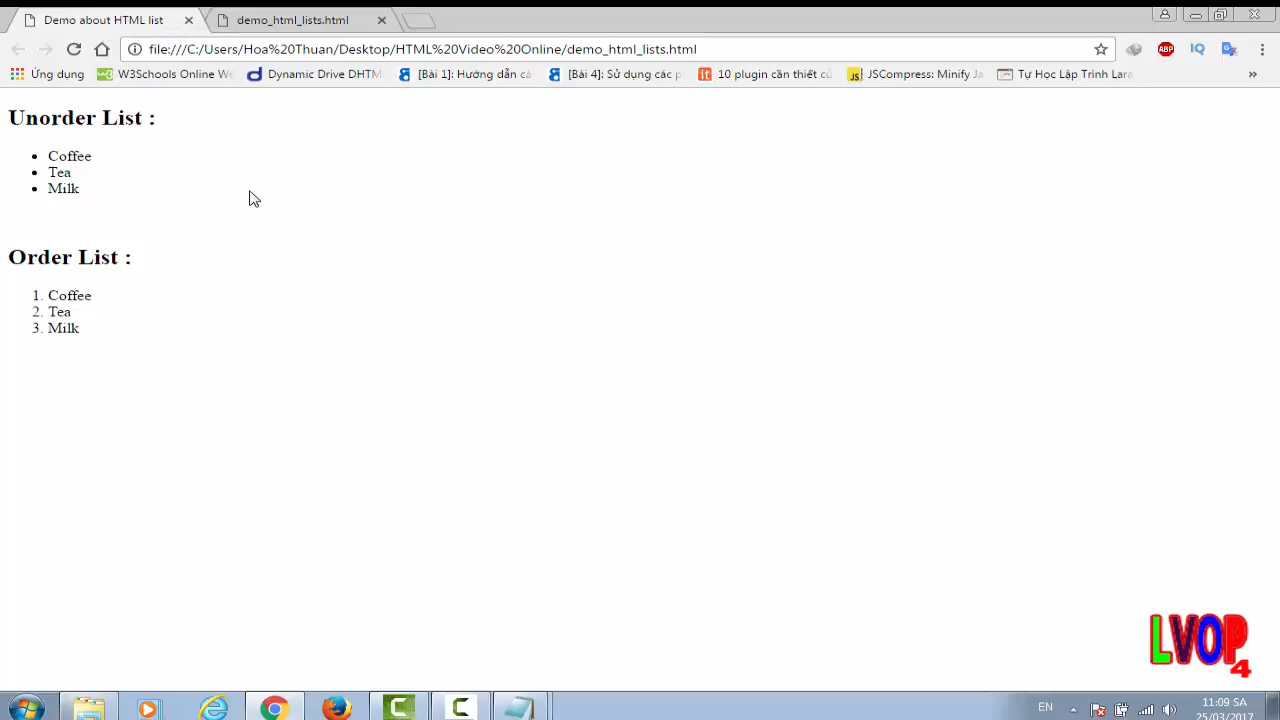 Demo about HTML list
demo_html_lists.html
file:///C:/Users/Hoa%20Thuan/Desktop/HTML%20Video%20Online/demo_html_lists.html
ABP
IQ
Ứng dụng
W3Schools Online We
Dynamic Drive DHTM
[Bài 1]: Hướng dẫn cà
[Bài 4]: Sử dụng các p
10 plugin cần thiết củ
JSCompress: Minify Ja
Tự Học Lập Trình Lara
Unorder List :
Coffee
Tea
Milk
Order List :
1. Coffee
2. Tea
3. Milk
LVOP
4
EN
11:09 SA
25/03/2017